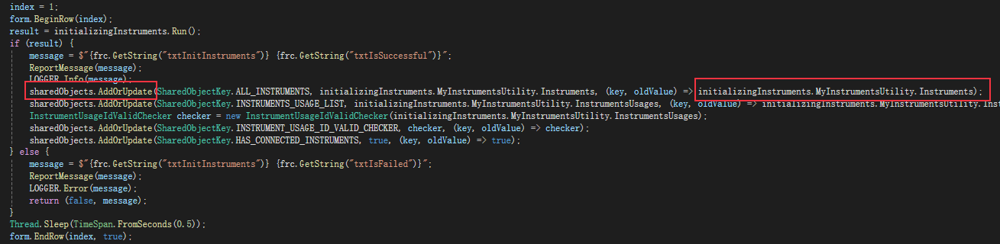 index = 1;
form.BeginRow(index);
result = initializingInstruments.Run();
if (result) {
    message = $"{frc.GetString("txtInitInstruments")} {frc.GetString("txtIsSuccessful")}";
    ReportMessage(message);
    LOGGER.Info(message);
    sharedObjects.AddOrUpdate(SharedObjectKey.ALL_INSTRUMENTS, initializingInstruments.MyInstrumentsUtility.Instruments, (key, oldValue) => initializingInstruments.MyInstrumentsUtility.Instruments);
    sharedObjects.AddOrUpdate(SharedObjectKey.INSTRUMENTS_USAGE_LIST, initializingInstruments.MyInstrumentsUtility.InstrumentsUsages, (key, oldValue) => initializingInstruments.MyInstrumentsUtility.Inst
    InstrumentUsageIdValidChecker checker = new InstrumentUsageIdValidChecker(initializingInstruments.MyInstrumentsUtility.InstrumentsUsages);
    sharedObjects.AddOrUpdate(SharedObjectKey.INSTRUMENT_USAGE_ID_VALID_CHECKER, checker, (key, oldValue) => checker);
    sharedObjects.AddOrUpdate(SharedObjectKey.HAS_CONNECTED_INSTRUMENTS, true, (key, oldValue) => true);
} else {
    message = $"{frc.GetString("txtInitInstruments")} {frc.GetString("txtIsFailed")}";
    ReportMessage(message);
    LOGGER.Error(message);
    return (false, message);
}
Thread.Sleep(TimeSpan.FromSeconds(0.5));
form.EndRow(index, true);